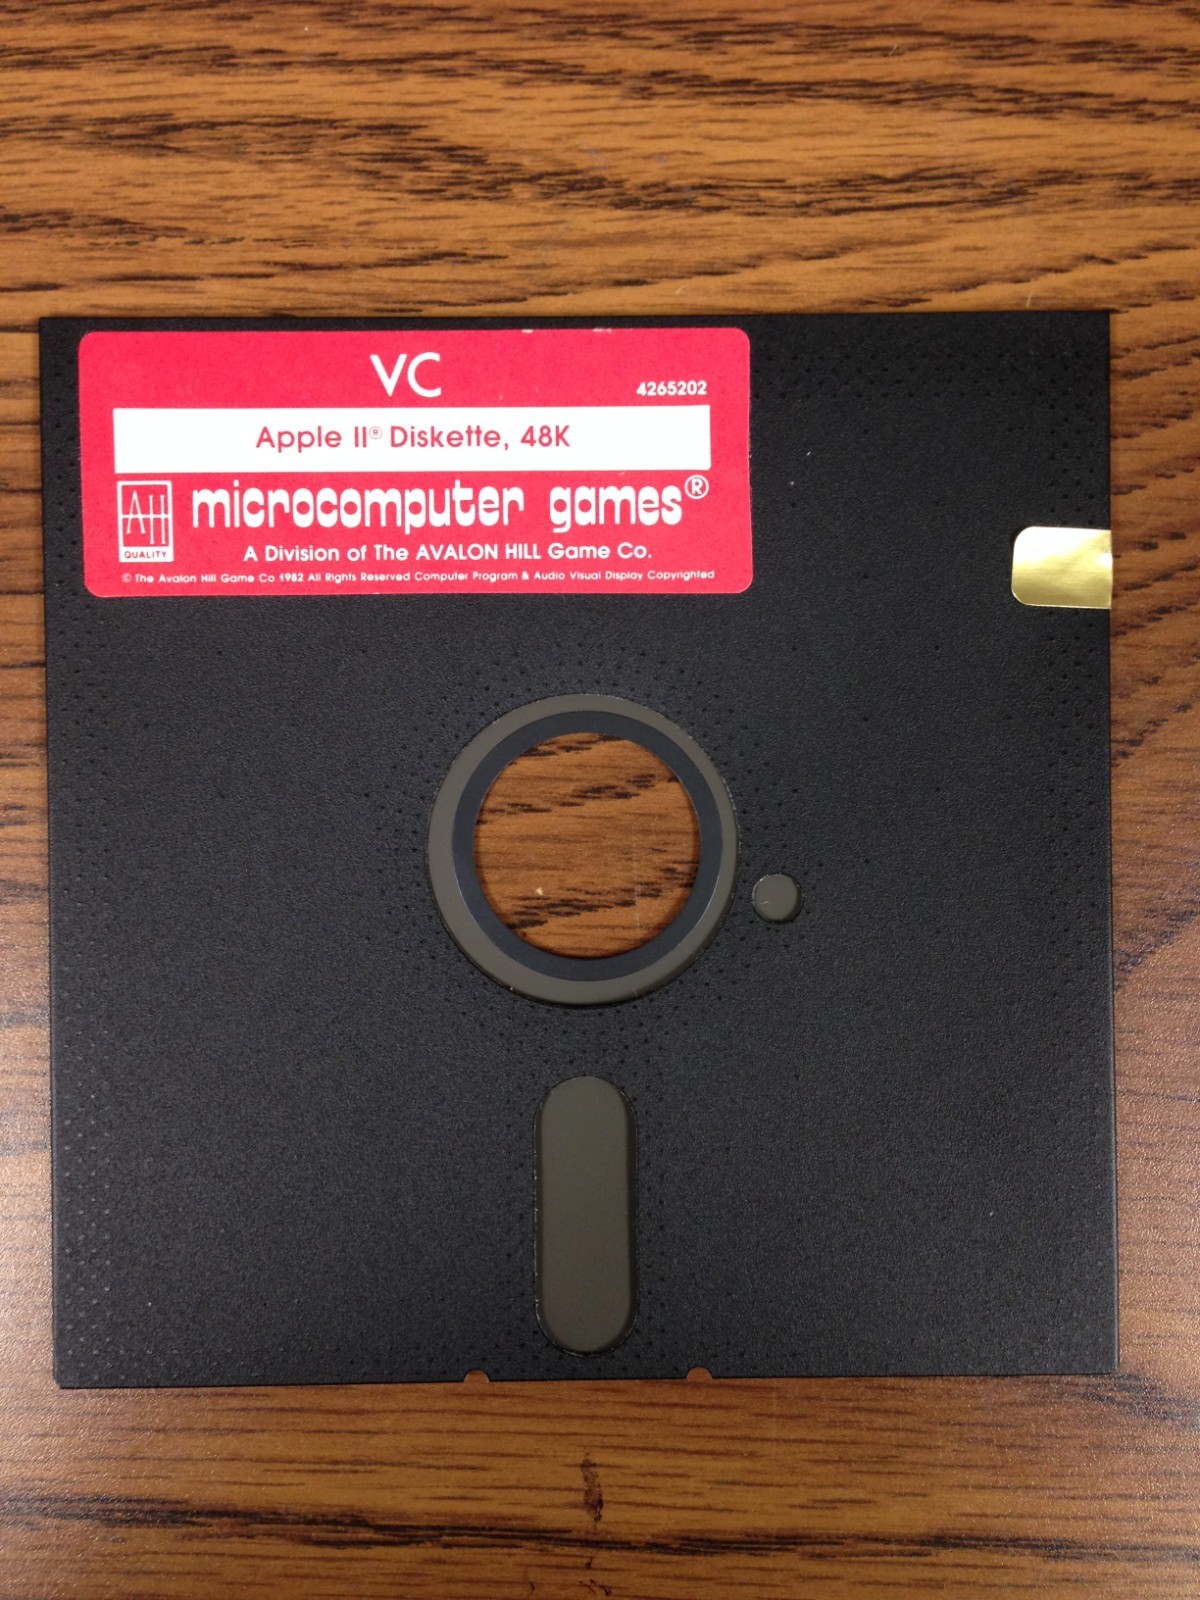 VC
4265202
Apple II® Diskette, 48K
AH
QUALITY
microcomputer games®
A Division of The AVALON HILL Game Co.
© The Avalon Hill Game Co 1982 All Rights Reserved Computer Program & Audio Visual Display Copyrighted